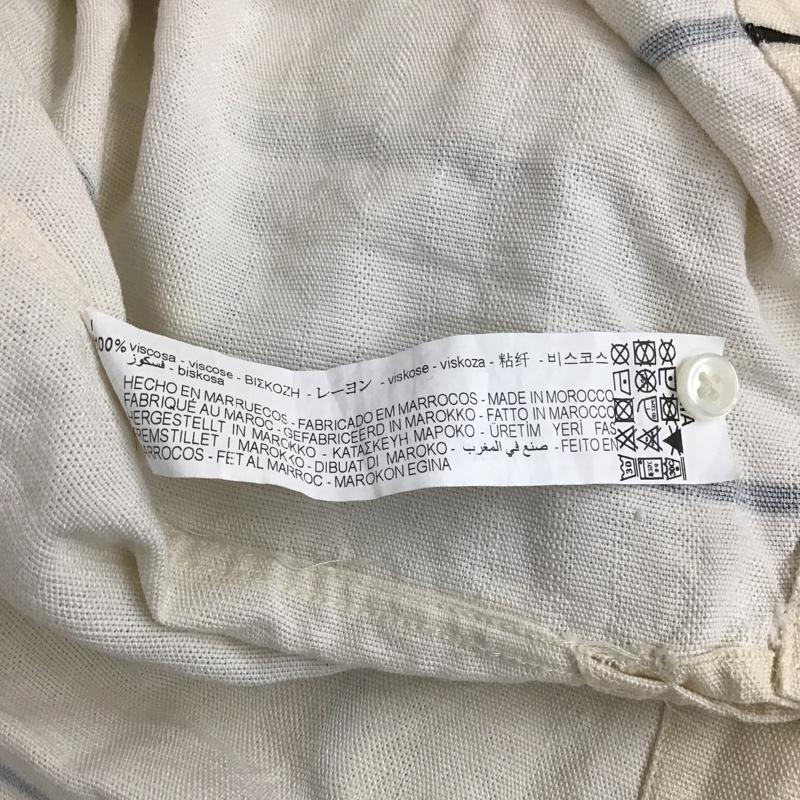 100% viscosa - viscose - ΒΙΣΚΟΖΗ - レーヨン - viskose - viskoza - 粘纤 - 비스코스
فسكوز - biskosa
HECHO EN MARRUECOS - FABRICADO EM MARROCOS - MADE IN MOROCCO
FABRIQUÉ AU MAROC - GEFABRICEERD IN MAROKKO - FATTO IN MAROCCO
HERGESTELLT IN MAROKKO - ΚΑΤΑΣΚΕΥΗ ΜΑΡΟΚΟ - ÜRETİM YERİ FAS
FREMSTILLET I MAROKKO - DIBUAT DI MAROKO - صنع في المغرب - FEITO EN
MARROCOS - FET AL MARROC - MAROKON EGINA